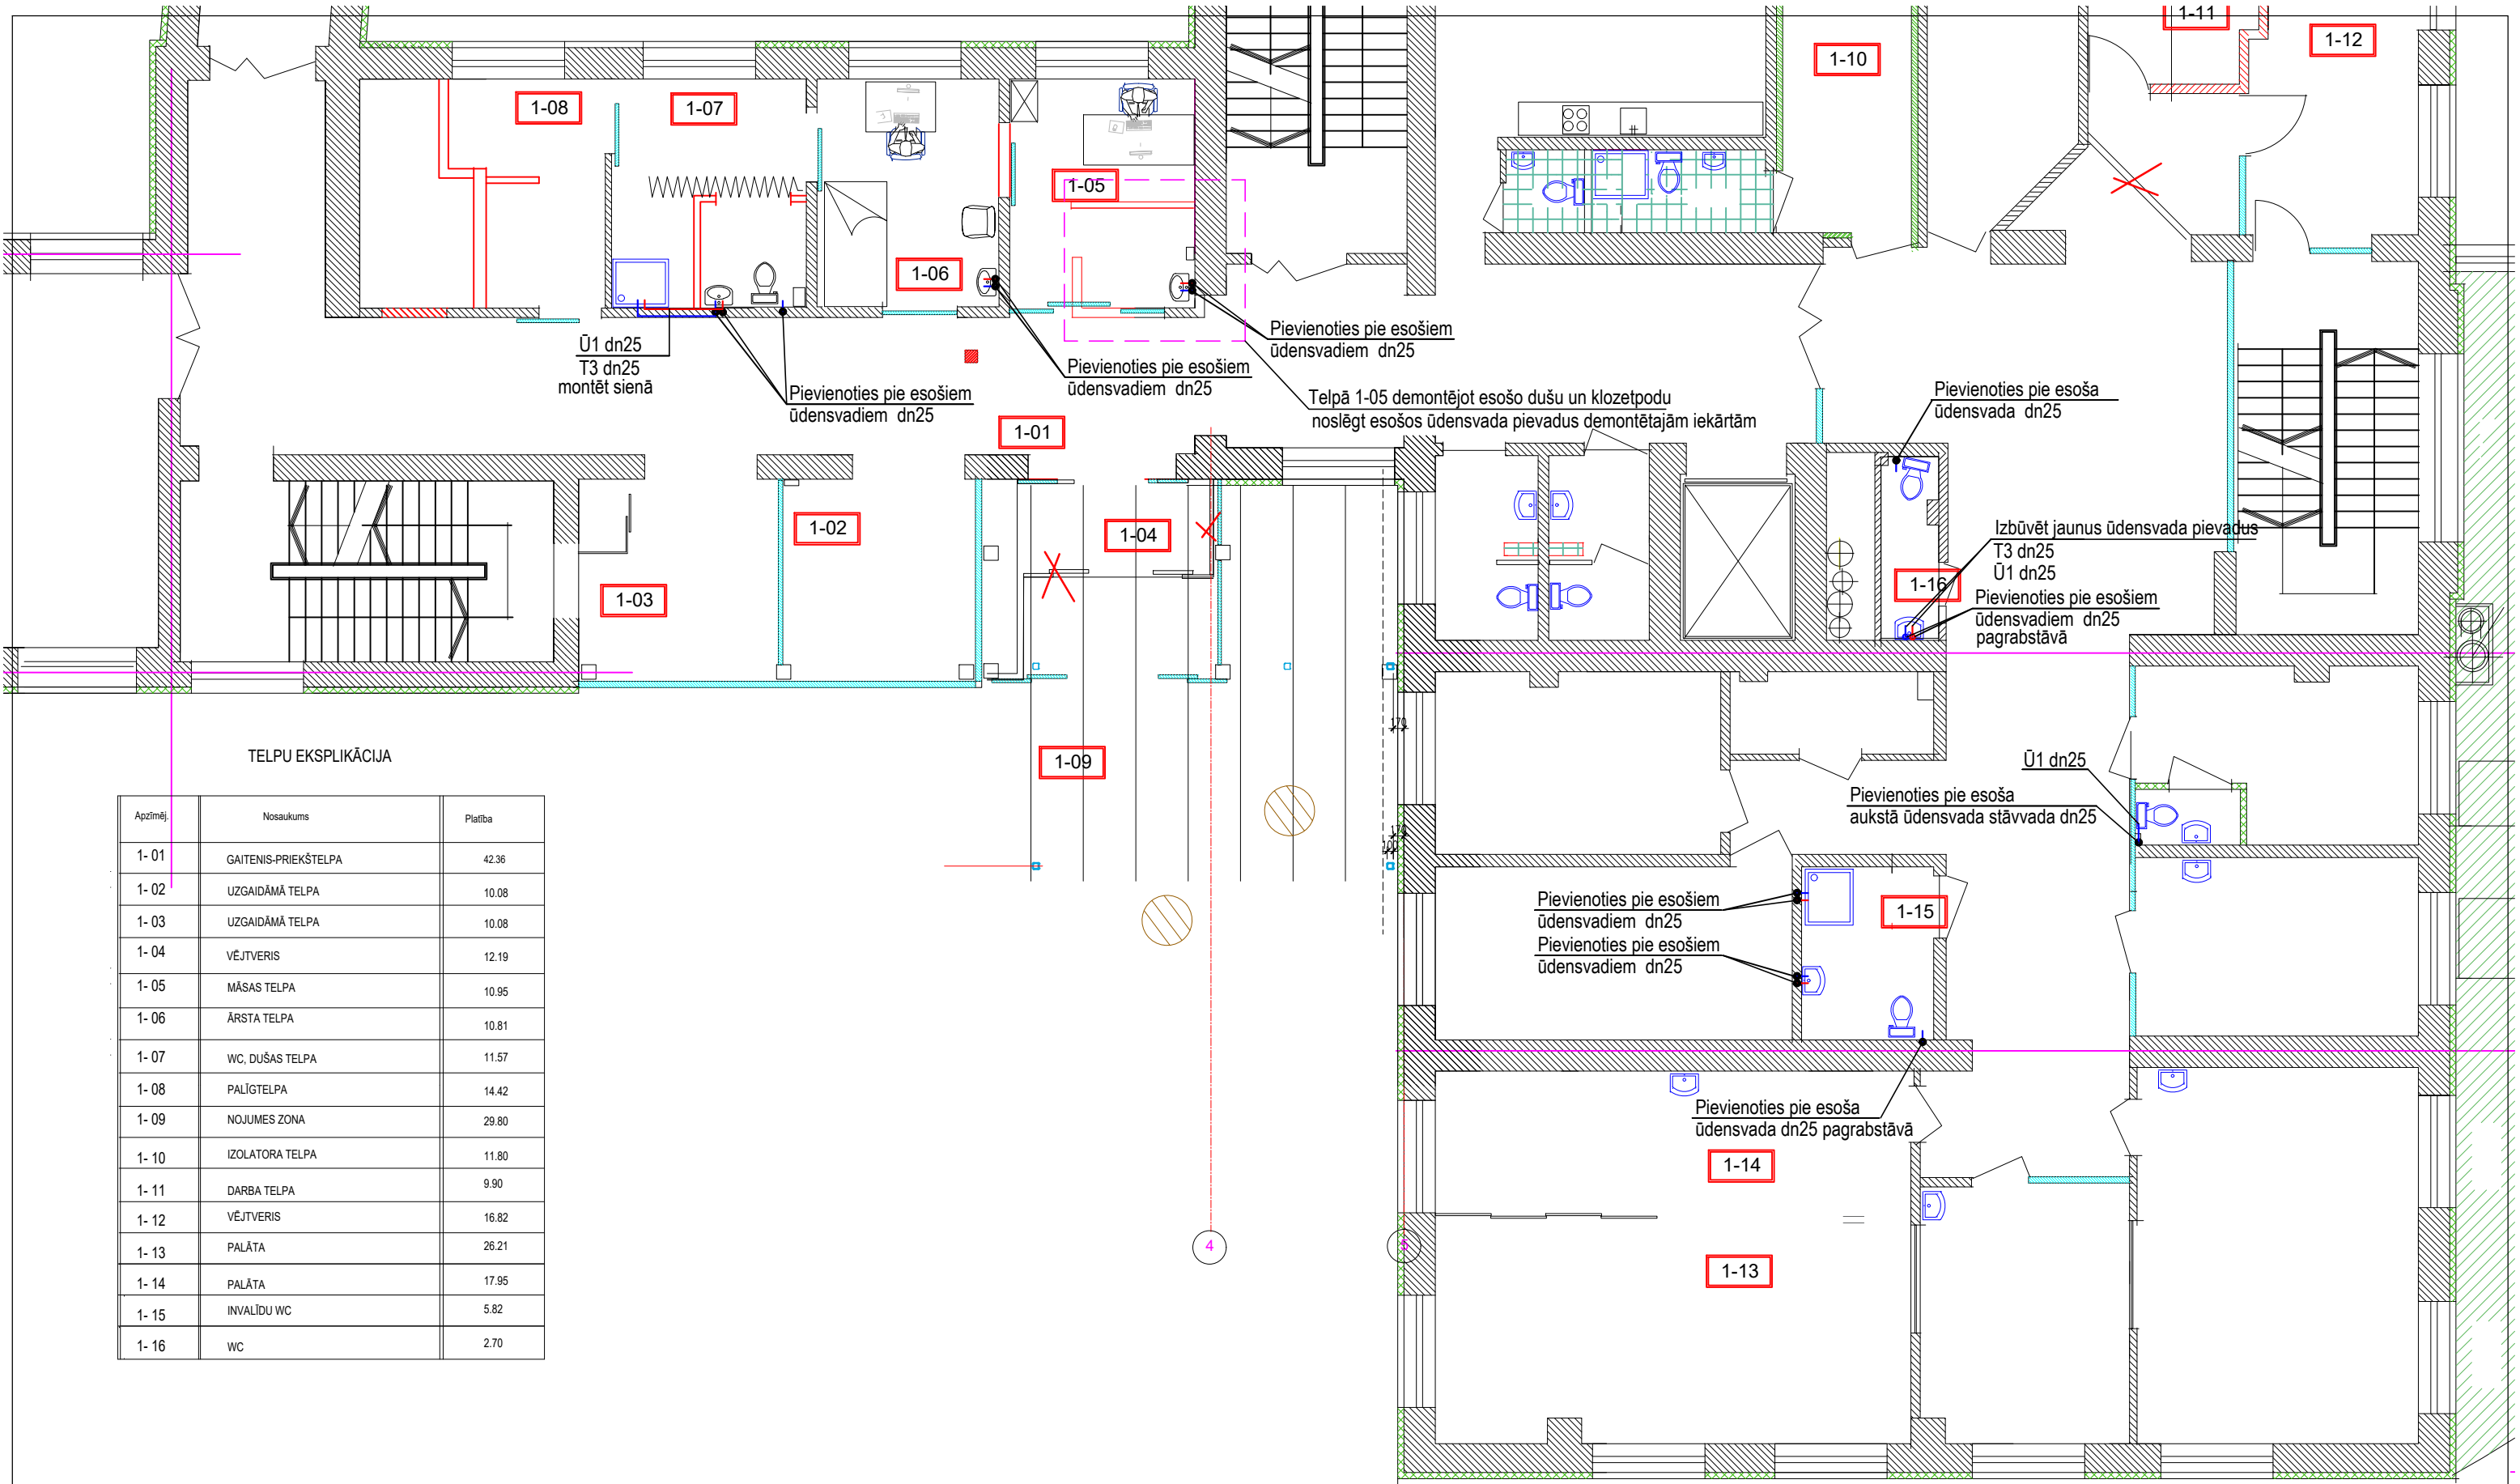 1-11
1-12
1-10
1-08
1-07
1-05
1-06
Ū1 dn25
T3 dn25
montēt sienā
Pievienoties pie esošiem
ūdensvadiem dn25
Pievienoties pie esošiem
ūdensvadiem dn25
Pievienoties pie esošiem
ūdensvadiem dn25
Telpā 1-05 demontējot esošo dušu un klozetpodu
noslēgt esošos ūdensvada pievadus demontētajām iekārtām
Pievienoties pie esoša
ūdensvada dn25
1-01
1-02
1-04
1-03
Izbūvēt jaunus ūdensvada pievadus
T3 dn25
Ū1 dn25
1-16
Pievienoties pie esošiem
ūdensvadiem dn25
pagrabstāvā
170
1-09
Ū1 dn25
Pievienoties pie esoša
aukstā ūdensvada stāvvada dn25
170
100
Pievienoties pie esošiem
ūdensvadiem dn25
1-15
Pievienoties pie esošiem
ūdensvadiem dn25
Pievienoties pie esoša
ūdensvada dn25 pagrabstāvā
1-14
1-13
4
5
TELPU EKSPLIKĀCIJA
Apzīmēj. Nosaukums Platība
1- 01 GAITENIS-PRIEKŠTELPA 42.36
1- 02 UZGAIDĀMĀ TELPA 10.08
1- 03 UZGAIDĀMĀ TELPA 10.08
1- 04 VĒJTVERIS 12.19
1- 05 MĀSAS TELPA 10.95
1- 06 ĀRSTA TELPA 10.81
1- 07 WC, DUŠAS TELPA 11.57
1- 08 PALĪGTELPA 14.42
1- 09 NOJUMES ZONA 29.80
1- 10 IZOLATORA TELPA 11.80
1- 11 DARBA TELPA 9.90
1- 12 VĒJTVERIS 16.82
1- 13 PALĀTA 26.21
1- 14 PALĀTA 17.95
1- 15 INVALĪDU WC 5.82
1- 16 WC 2.70